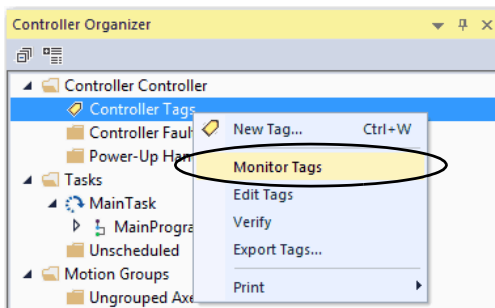 Controller Organizer
Controller Controller
Controller Tags
Controller Faul
Power-Up Han
Tasks
MainTask
MainProgra
Unscheduled
Motion Groups
Ungrouped Axe
New Tag... Ctrl+W
Monitor Tags
Edit Tags
Verify
Export Tags...
Print